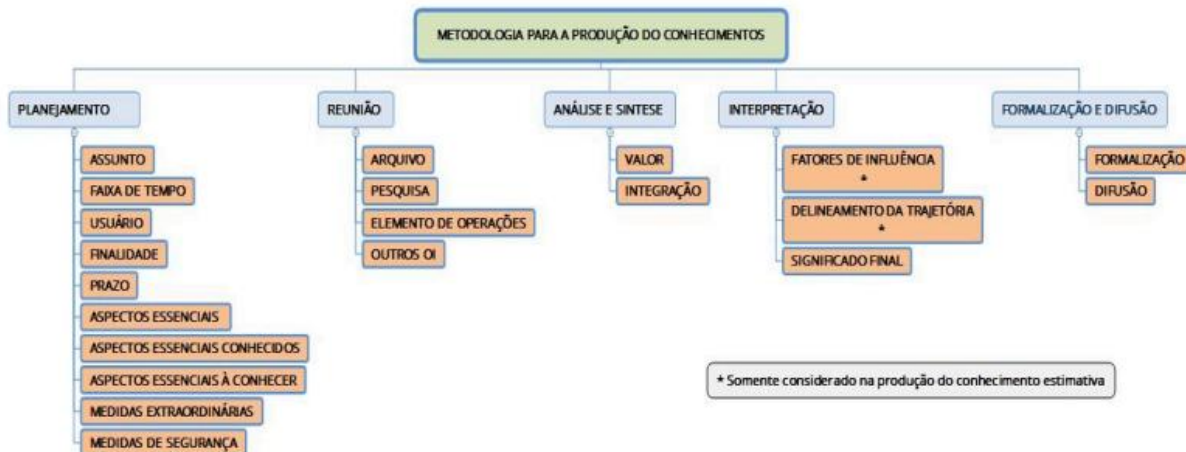 METODOLOGIA PARA A PRODUÇÃO DO CONHECIMENTOS
PLANEJAMENTO
ASSUNTO
FAIXA DE TEMPO
USUÁRIO
FINALIDADE
PRAZO
ASPECTOS ESSENCIAIS
ASPECTOS ESSENCIAIS CONHECIDOS
ASPECTOS ESSENCIAIS À CONHECER
MEDIDAS EXTRAORDINÁRIAS
MEDIDAS DE SEGURANÇA
REUNIÃO
ARQUIVO
PESQUISA
ELEMENTO DE OPERAÇÕES
OUTROS OI
ANÁLISE E SINTESE
VALOR
INTEGRAÇÃO
INTERPRETAÇÃO
FATORES DE INFLUÊNCIA
*
DELINEAMENTO DA TRAJETÓRIA
*
SIGNIFICADO FINAL
FORMALIZAÇÃO E DIFUSÃO
FORMALIZAÇÃO
DIFUSÃO
* Somente considerado na produção do conhecimento estimativa